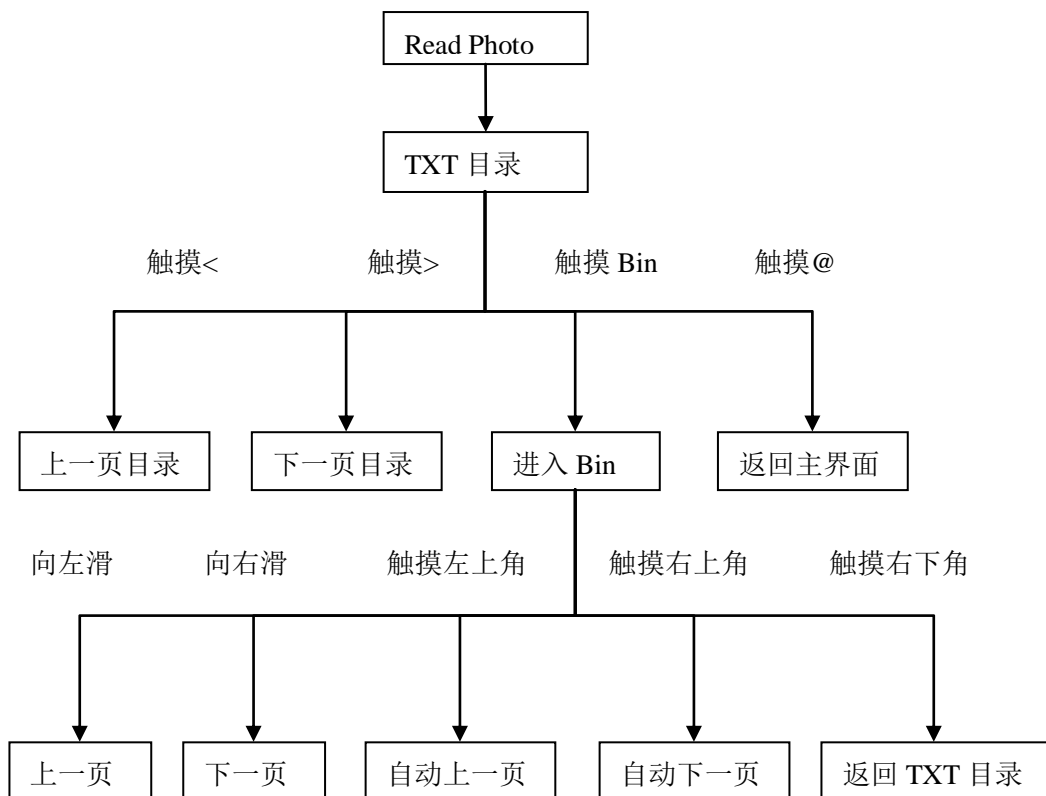 Read Photo
TXT 目录
触摸< 触摸> 触摸 Bin 触摸@
上一页目录 下一页目录 进入 Bin 返回主界面
向左滑 向右滑 触摸左上角 触摸右上角 触摸右下角
上一页 下一页 自动上一页 自动下一页 返回 TXT 目录